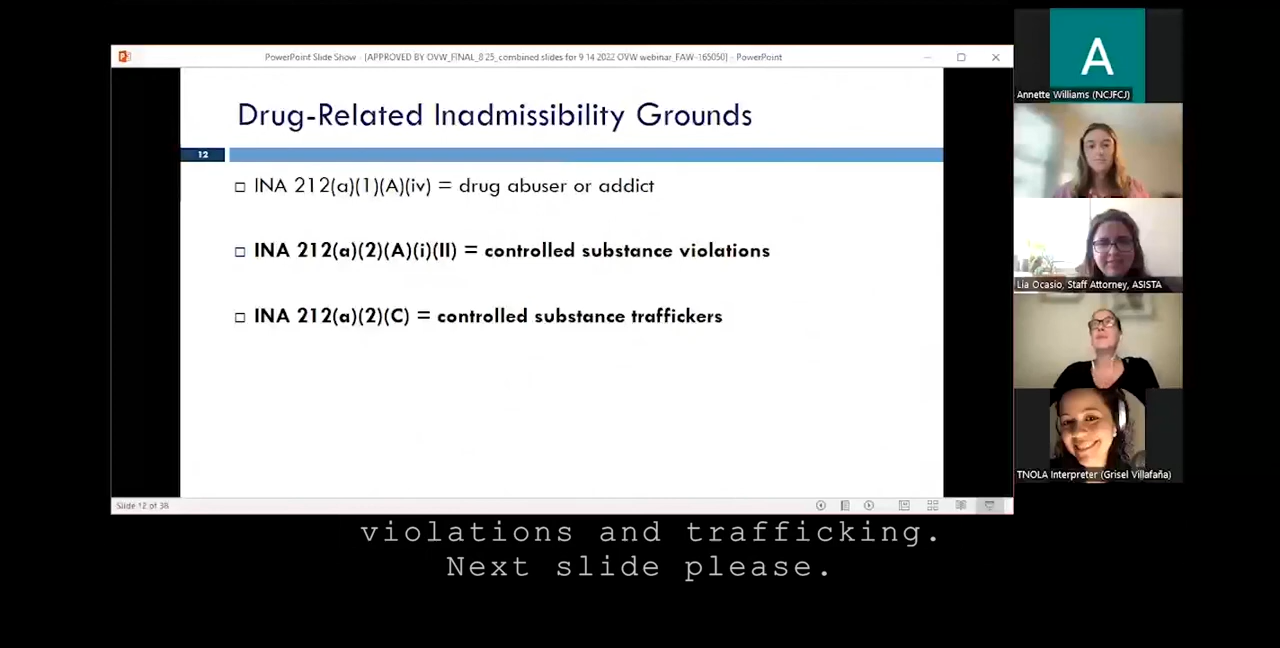 PowerPoint Slide Show - [APPROVED BY OVW_FINAL_8 25_combined slides for 9 14 2022 OVW webinar_FAW-165050] - PowerPoint
Drug-Related Inadmissibility Grounds
12
INA 212(a)(1)(A)(iv) = drug abuser or addict
INA 212(a)(2)(A)(i)(II) = controlled substance violations
INA 212(a)(2)(C) = controlled substance traffickers
Slide 12 of 38
A
Annette Williams (NCJFCJ)
Lia Ocasio, Staff Attorney, ASISTA
TNOLA Interpreter (Grisel Villafaña)
violations and trafficking.
Next slide please.